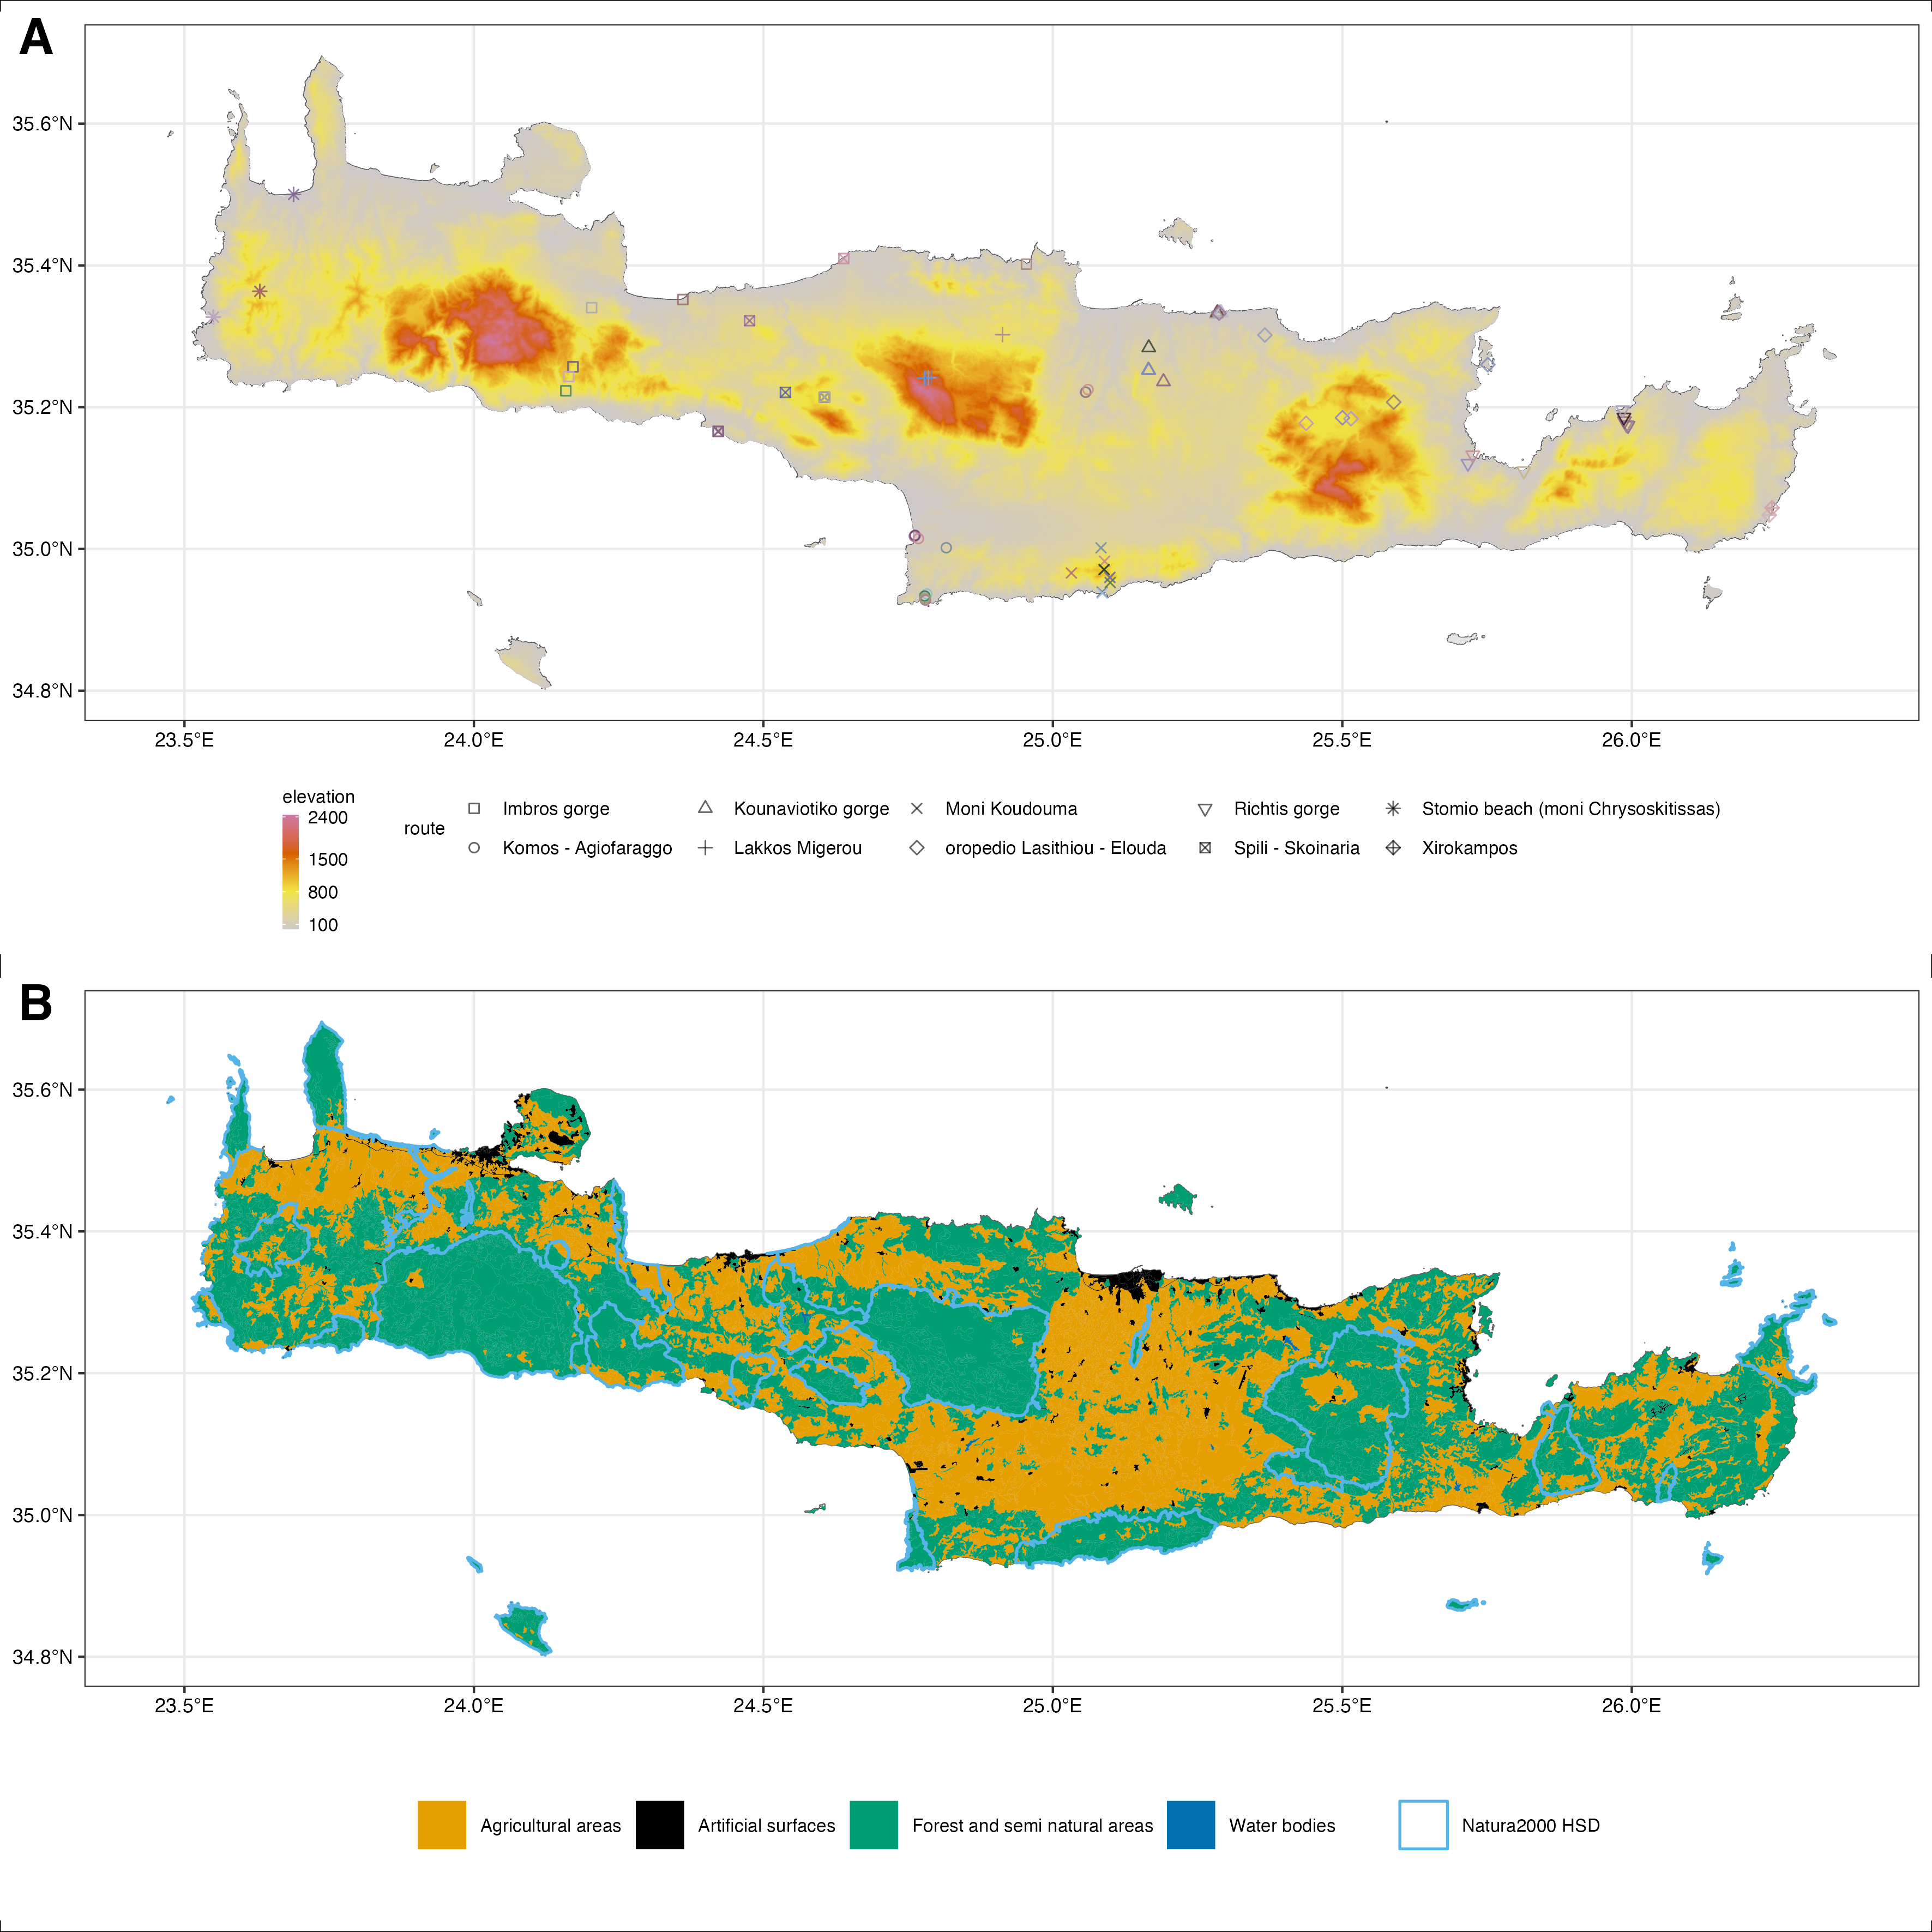 A
35.6°N
35.4°N
35.2°N
35.0°N
34.8°N
23.5°E 24.0°E 24.5°E 25.0°E 25.5°E 26.0°E
elevation
2400
1500
800
100
route
Imbros gorge Kounaviotiko gorge Moni Koudouma Richtis gorge Stomio beach (moni Chrysoskitissas)
Komos - Agiofaraggo Lakkos Migerou oropedio Lasithiou - Elouda Spili - Skoinaria Xirokampos
B
35.6°N
35.4°N
35.2°N
35.0°N
34.8°N
23.5°E 24.0°E 24.5°E 25.0°E 25.5°E 26.0°E
Agricultural areas Artificial surfaces Forest and semi natural areas Water bodies Natura2000 HSD